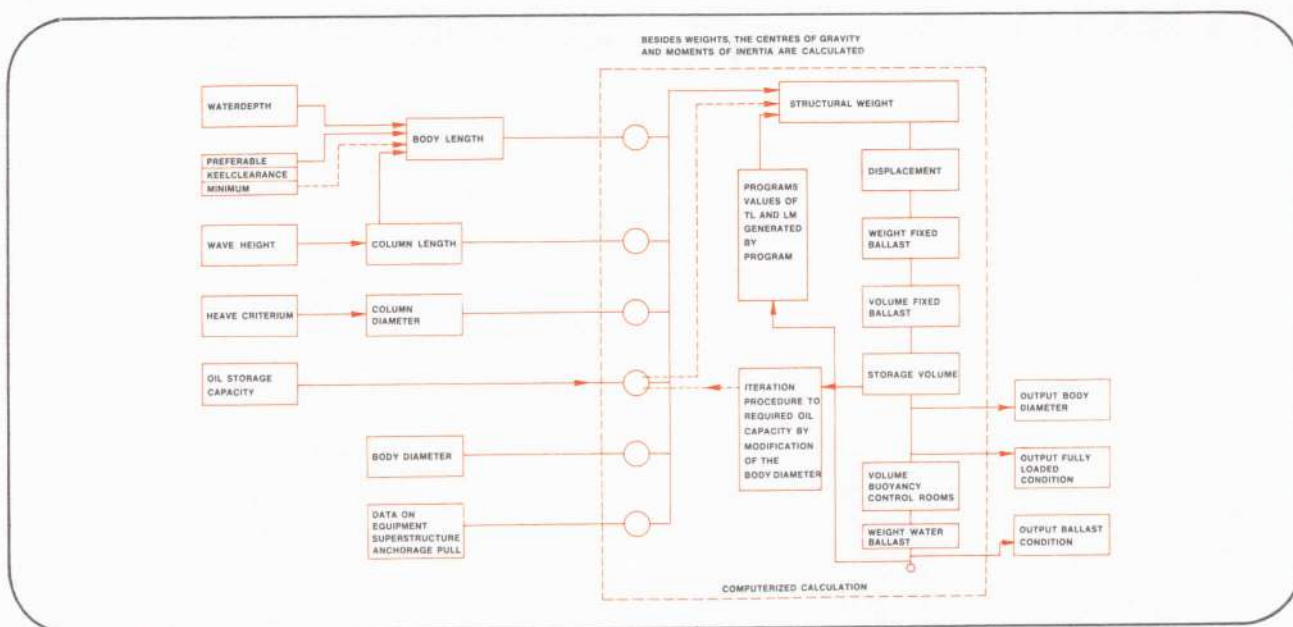 BESIDES WEIGHTS, THE CENTRES OF GRAVITY
AND MOMENTS OF INERTIA ARE CALCULATED
WATERDEPTH
PREFERABLE
KEELCLEARANCE
MINIMUM
BODY LENGTH
WAVE HEIGHT
COLUMN LENGTH
HEAVE CRITERIUM
COLUMN
DIAMETER
OIL STORAGE
CAPACITY
BODY DIAMETER
DATA ON
EQUIPMENT
SUPERSTRUCTURE
ANCHORAGE PULL
STRUCTURAL WEIGHT
DISPLACEMENT
PROGRAMS
VALUES OF
TL AND LM
GENERATED
BY
PROGRAM
WEIGHT FIXED
BALLAST
VOLUME FIXED
BALLAST
STORAGE VOLUME
ITERATION
PROCEDURE TO
REQUIRED OIL
CAPACITY BY
MODIFICATION
OF THE
BODY DIAMETER
VOLUME
BUOYANCY
CONTROL ROOMS
WEIGHT WATER
BALLAST
OUTPUT BODY
DIAMETER
OUTPUT FULLY
LOADED
CONDITION
OUTPUT BALLAST
CONDITION
COMPUTERIZED CALCULATION